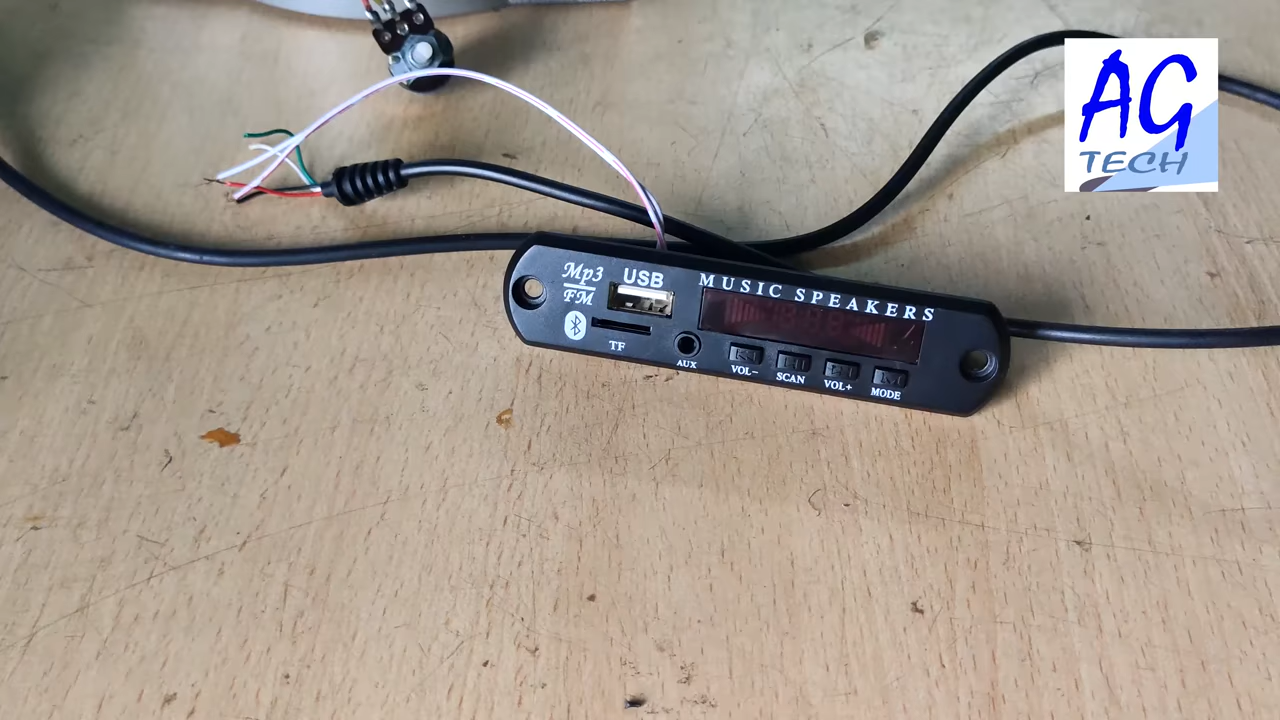 AG
TECH
Mp3
FM
USB
MUSIC SPEAKERS
TF
AUX
VOL-
SCAN
VOL+
MODE